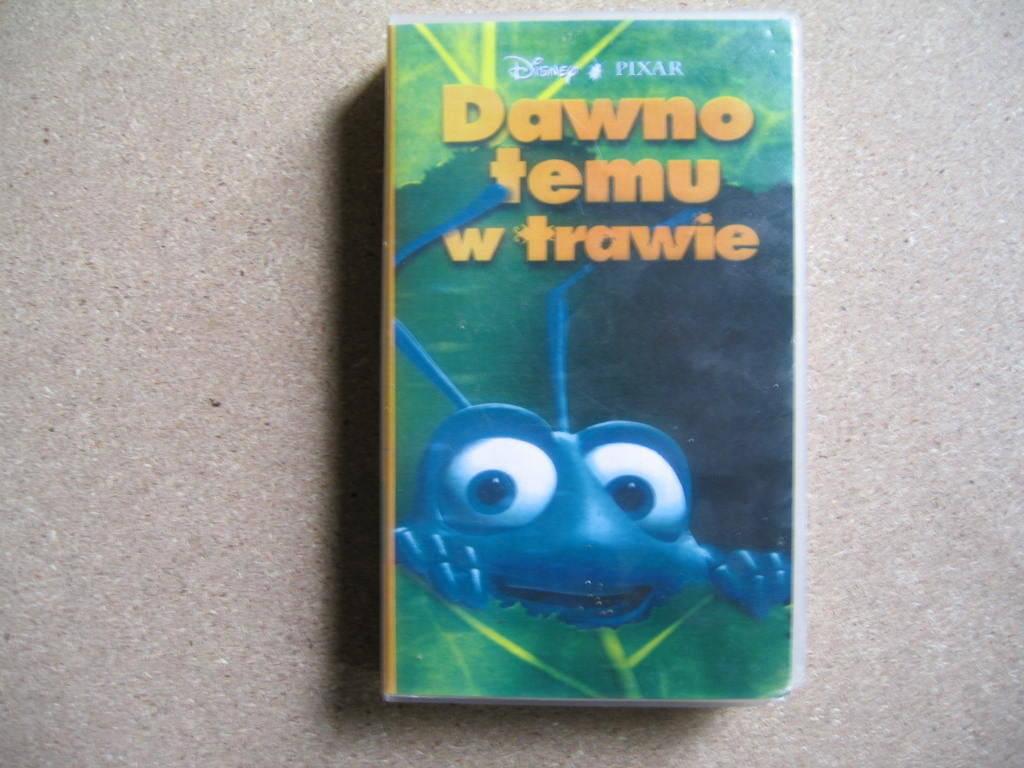 Disney PIXAR
Dawno
temu
w trawie